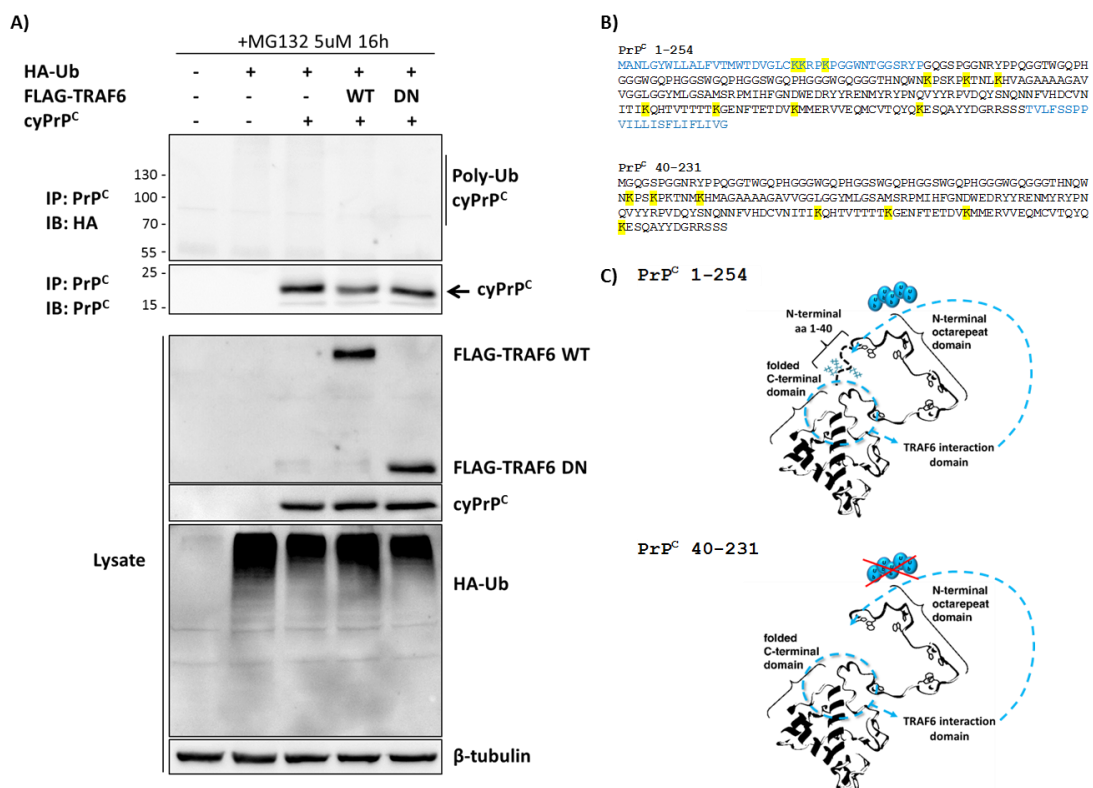 A)
+MG132 5uM 16h
HA-Ub - + + + +
FLAG-TRAF6 - - - WT DN
cyPrPC - - + + +
130 -
100 -
70 -
55 -
IP: PrPC
IB: HA
Poly-Ub
cyPrPC
25 -
15 -
IP: PrPC
IB: PrPC
cyPrPC
FLAG-TRAF6 WT
FLAG-TRAF6 DN
cyPrPC
Lysate
HA-Ub
β-tubulin
B)
PrPC 1-254
MANLGYWLLALFVTMWTDVGLCKKRPKPGGWNTGGSRYPGQGSPGGNRYPPQGGTWGQPH
GGGWGQPHGGSWGQPHGGSWGQPHGGGWGQGGGTHNQWNKPSKPKTNLKHVAGAAAAGAV
VGGLGGYMLGSAMSRPMIHFGNDWEDRYYRENMYRYPNQVYYRPVDQYSNQNNFVHDCVN
ITIKQHTVTTTTKGENFTETDVKMMERVVEQMCVTQYQKESQAYYDGRRSSSTVLFSSPP
VILLISFLIFLIVG
PrPC 40-231
MGQGSPGGNRYPPQGGTWGQPHGGGWGQPHGGSWGQPHGGSWGQPHGGGWGQGGGTHNQW
NKPSKPKTNMKHMAGAAAAGAVVGGLGGYMLGSAMSRPMIHFGNDWEDRYYRENMYRYPN
QVYYRPVDQYSNQNNFVHDCVNITIKQHTVTTTTKGENFTETDVKMMERVVEQMCVTQYQ
KESQAYYDGRRSSS
C)
PrPC 1-254
N-terminal
aa 1-40
N-terminal
octarepeat
domain
folded
C-terminal
domain
TRAF6 interaction
domain
PrPC 40-231
N-terminal
octarepeat
domain
folded
C-terminal
domain
TRAF6 interaction
domain